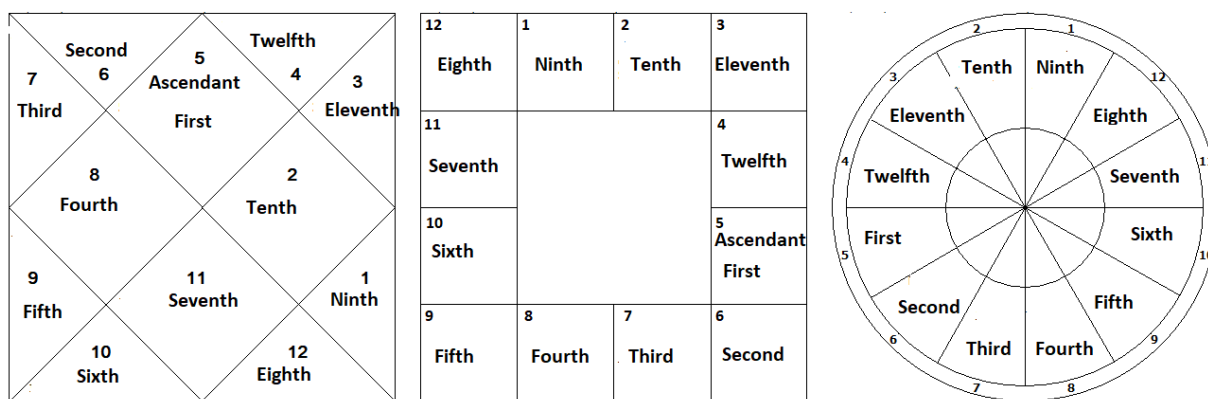 Second
6
5
Ascendant
First
Twelfth
4
7
Third
3
Eleventh
8
Fourth
2
Tenth
9
Fifth
11
Seventh
1
Ninth
10
Sixth
12
Eighth
12
Eighth
1
Ninth
2
Tenth
3
Eleventh
11
Seventh
4
Twelfth
10
Sixth
5
Ascendant
First
9
Fifth
8
Fourth
7
Third
6
Second
2
1
Tenth
Ninth
3
12
Eleventh
Eighth
4
11
Twelfth
Seventh
First
Sixth
5
10
Second
Fifth
6
9
Third
Fourth
7
8